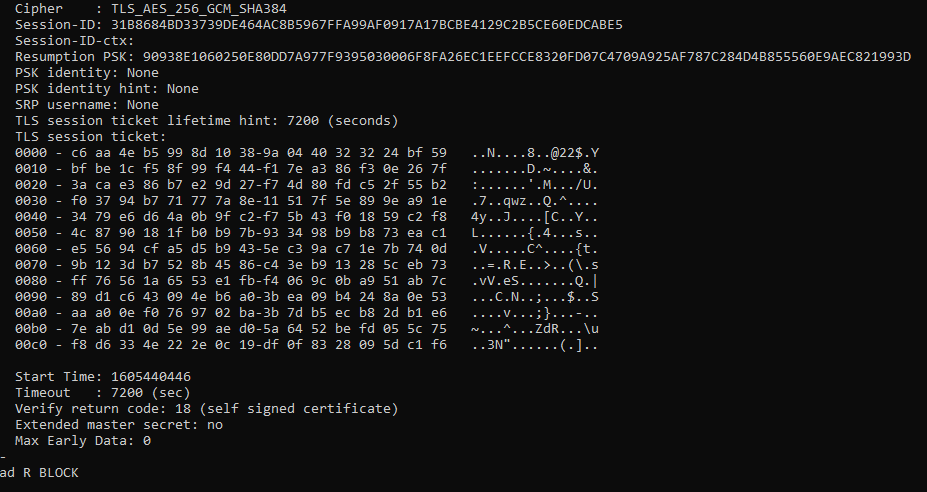 Cipher    : TLS_AES_256_GCM_SHA384
Session-ID: 31B8684BD33739DE464AC8B5967FFA99AF0917A17BCBE4129C2B5CE60EDCABE5
Session-ID-ctx:
Resumption PSK: 90938E1060250E80DD7A977F9395030006F8FA26EC1EEFCCE8320FD07C4709A925AF787C284D4B855560E9AEC821993D
PSK identity: None
PSK identity hint: None
SRP username: None
TLS session ticket lifetime hint: 7200 (seconds)
TLS session ticket:
0000 - c6 aa 4e b5 99 8d 10 38-9a 04 40 32 32 24 bf 59   ..N....8..@22$.Y
0010 - bf be 1c f5 8f 99 f4 44-f1 7e a3 86 f3 0e 26 7f   .......D.~....&.
0020 - 3a ca e3 86 b7 e2 9d 27-f7 4d 80 fd c5 2f 55 b2   :......'.M.../U.
0030 - f0 37 94 b7 71 77 7a 8e-11 51 7f 5e 89 9e a9 1e   .7..qwz..Q.^....
0040 - 34 79 e6 d6 4a 0b 9f c2-f7 5b 43 f0 18 59 c2 f8   4y..J....[C..Y..
0050 - 4c 87 90 18 1f b0 b9 7b-93 34 98 b9 b8 73 ea c1   L......{.4...s..
0060 - e5 56 94 cf a5 d5 b9 43-5e c3 9a c7 1e 7b 74 0d   .V.....C^....{t.
0070 - 9b 12 3d b7 52 8b 45 86-c4 3e b9 13 28 5c eb 73   ..=.R.E..>..(\.s
0080 - ff 76 56 1a 65 53 e1 fb-f4 06 9c 0b a9 51 ab 7c   .vV.eS.......Q.|
0090 - 89 d1 c6 43 09 4e b6 a0-3b ea 09 b4 24 8a 0e 53   ...C.N..;...$..S
00a0 - aa a0 0e f0 76 97 02 ba-3b 7d b5 ec b8 2d b1 e6   ....v...;}...-..
00b0 - 7e ab d1 0d 5e 99 ae d0-5a 64 52 be fd 05 5c 75   ~...^...ZdR...\u
00c0 - f8 d6 33 4e 22 2e 0c 19-df 0f 83 28 09 5d c1 f6   ..3N"......(.]..
Start Time: 1605440446
Timeout   : 7200 (sec)
Verify return code: 18 (self signed certificate)
Extended master secret: no
Max Early Data: 0
-
ad R BLOCK